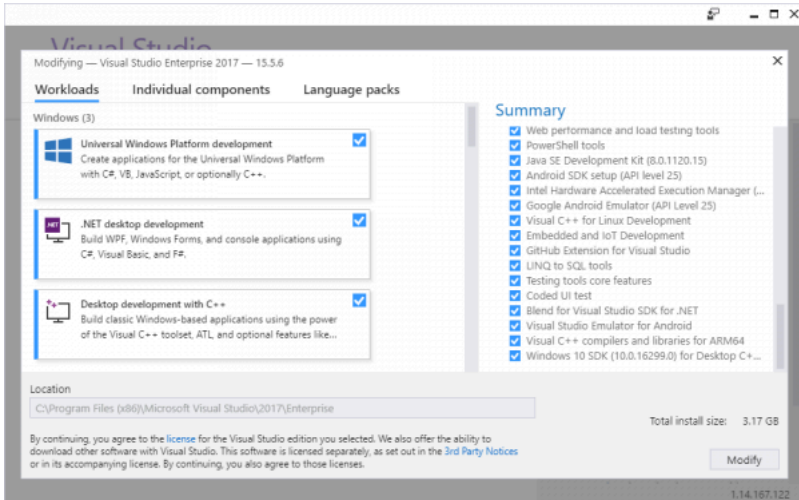 Visual Studio
Modifying — Visual Studio Enterprise 2017 — 15.5.6
Workloads
Individual components
Language packs
Windows (3)
Universal Windows Platform development
Create applications for the Universal Windows Platform
with C#, VB, JavaScript, or optionally C++.
.NET desktop development
Build WPF, Windows Forms, and console applications using
C#, Visual Basic, and F#.
Desktop development with C++
Build classic Windows-based applications using the power
of the Visual C++ toolset, ATL, and optional features like...
Summary
Web performance and load testing tools
PowerShell tools
Java SE Development Kit (8.0.1120.15)
Android SDK setup (API level 25)
Intel Hardware Accelerated Execution Manager (...
Google Android Emulator (API Level 25)
Visual C++ for Linux Development
Embedded and IoT Development
GitHub Extension for Visual Studio
LINQ to SQL tools
Testing tools core features
Coded UI test
Blend for Visual Studio SDK for .NET
Visual Studio Emulator for Android
Visual C++ compilers and libraries for ARM64
Windows 10 SDK (10.0.16299.0) for Desktop C+...
Location
C:\Program Files (x86)\Microsoft Visual Studio\2017\Enterprise
By continuing, you agree to the license for the Visual Studio edition you selected. We also offer the ability to
download other software with Visual Studio. This software is licensed separately, as set out in the 3rd Party Notices
or in its accompanying license. By continuing, you also agree to those licenses.
Total install size: 3.17 GB
Modify
1.14.167.122